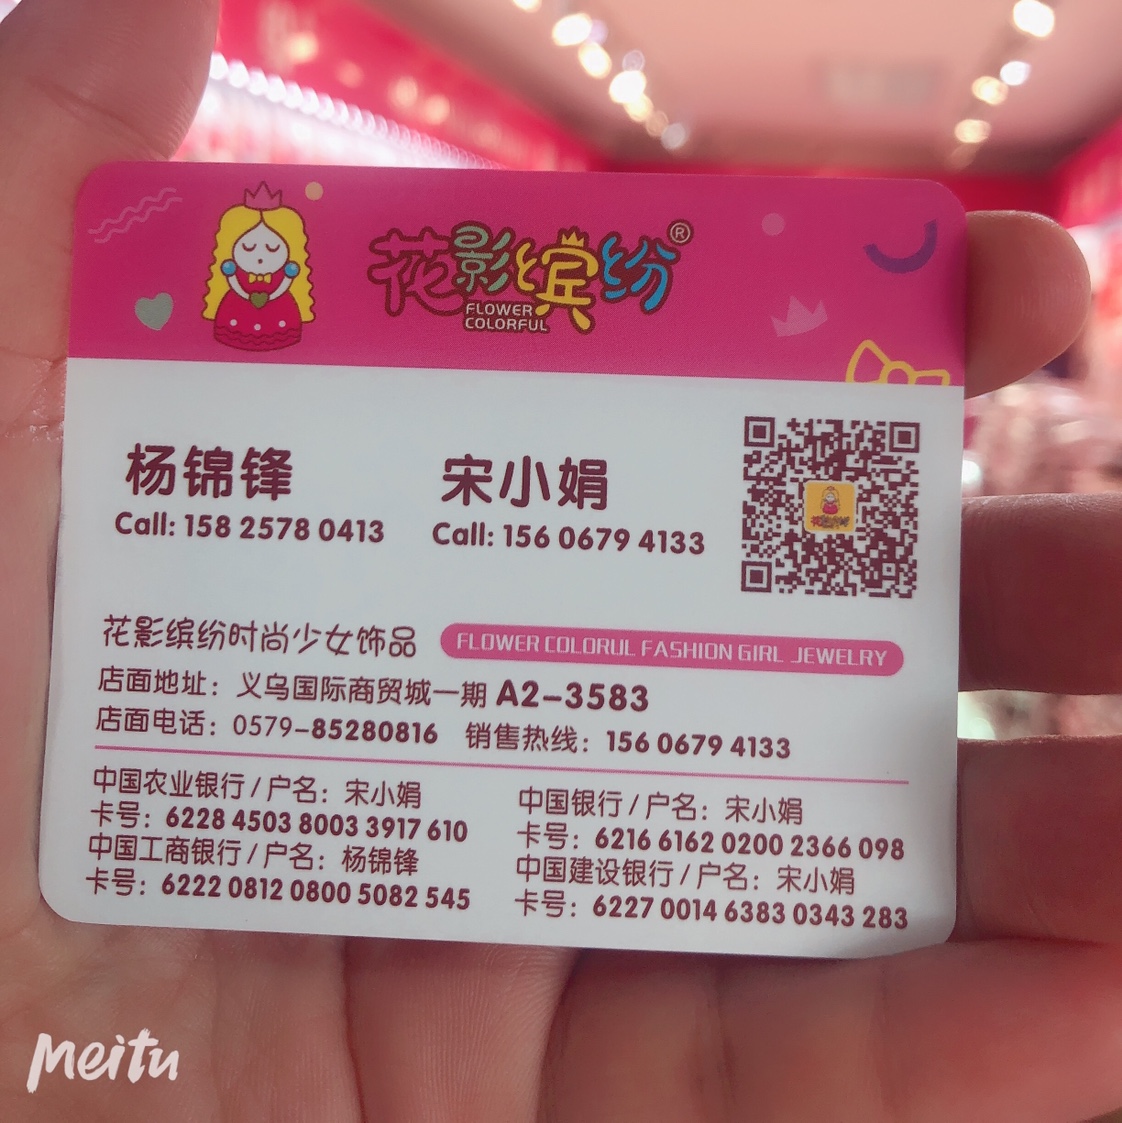 花影缤纷®
FLOWER
COLORFUL
杨锦锋
Call: 158 2578 0413
宋小娟
Call: 156 0679 4133
花影缤纷时尚少女饰品 FLOWER COLORUL FASHION GIRL JEWELRY
店面地址：义乌国际商贸城一期 A2-3583
店面电话：0579-85280816 销售热线：156 0679 4133
中国农业银行 / 户名：宋小娟
卡号：6228 4503 8003 3917 610
中国工商银行 / 户名：杨锦锋
卡号：6222 0812 0800 5082 545
中国银行 / 户名：宋小娟
卡号：6216 6162 0200 2366 098
中国建设银行 / 户名：宋小娟
卡号：6227 0014 6383 0343 283
Meitu